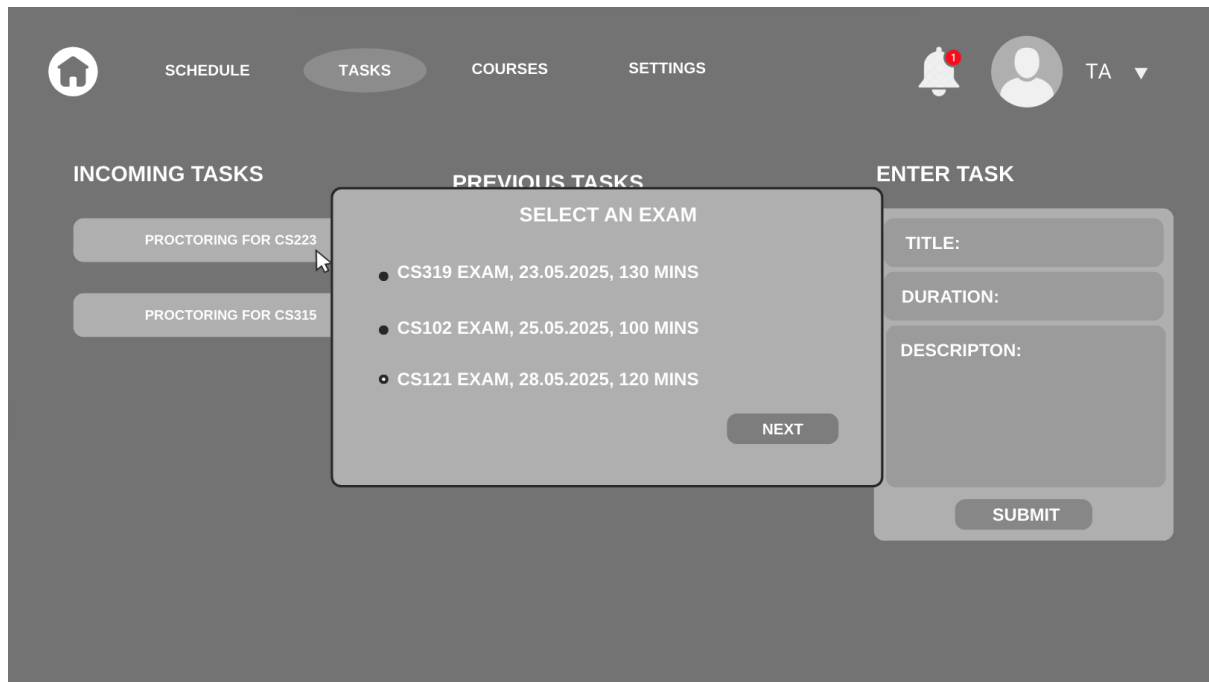 SCHEDULE
TASKS
COURSES
SETTINGS
1
TA
INCOMING TASKS
PROCTORING FOR CS223
PROCTORING FOR CS315
PREVIOUS TASKS
SELECT AN EXAM
CS319 EXAM, 23.05.2025, 130 MINS
CS102 EXAM, 25.05.2025, 100 MINS
CS121 EXAM, 28.05.2025, 120 MINS
NEXT
ENTER TASK
TITLE:
DURATION:
DESCRIPTON:
SUBMIT